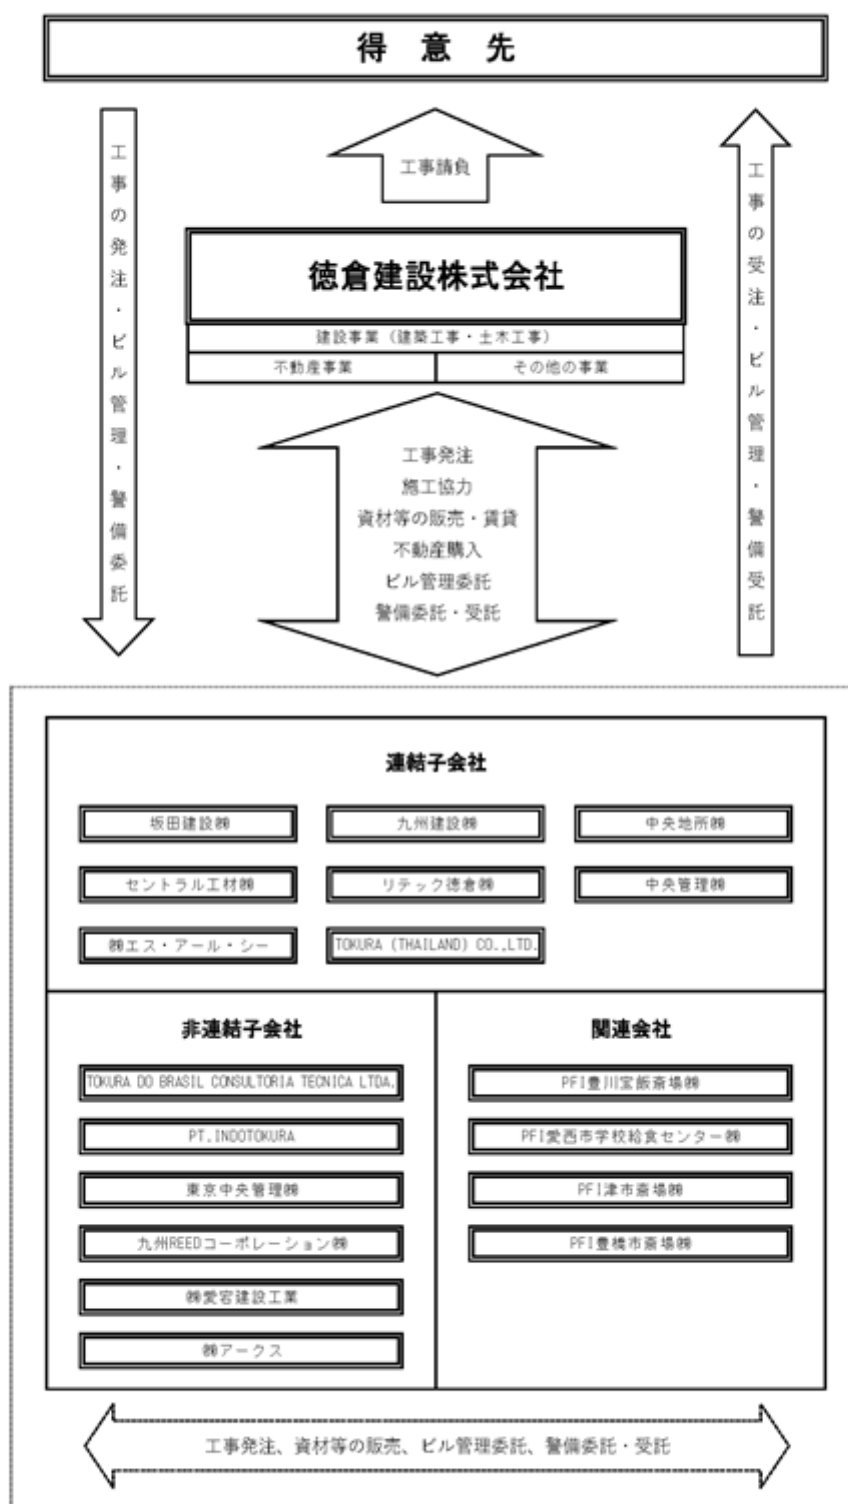 得意先
工事の発注・ビル管理・警備委託
工事請負
工事の受注・ビル管理・警備受託
徳倉建設株式会社
建設事業（建築工事・土木工事）
不動産事業
その他の事業
工事発注
施工協力
資材等の販売・賃貸
不動産購入
ビル管理委託
警備委託・受託
連結子会社
坂田建設㈱
九州建設㈱
中央地所㈱
セントラル工材㈱
リテック徳倉㈱
中央管理㈱
㈱エス・アール・シー
TOKURA (THAILAND) CO.,LTD.
非連結子会社
TOKURA DO BRASIL CONSULTORIA TECNICA LTDA.
PT.INDOTOKURA
東京中央管理㈱
九州REEDコーポレーション㈱
㈱愛宕建設工業
㈱アークス
関連会社
PFI豊川宝飯斎場㈱
PFI愛西市学校給食センター㈱
PFI津市斎場㈱
PFI豊橋市斎場㈱
工事発注、資材等の販売、ビル管理委託、警備委託・受託